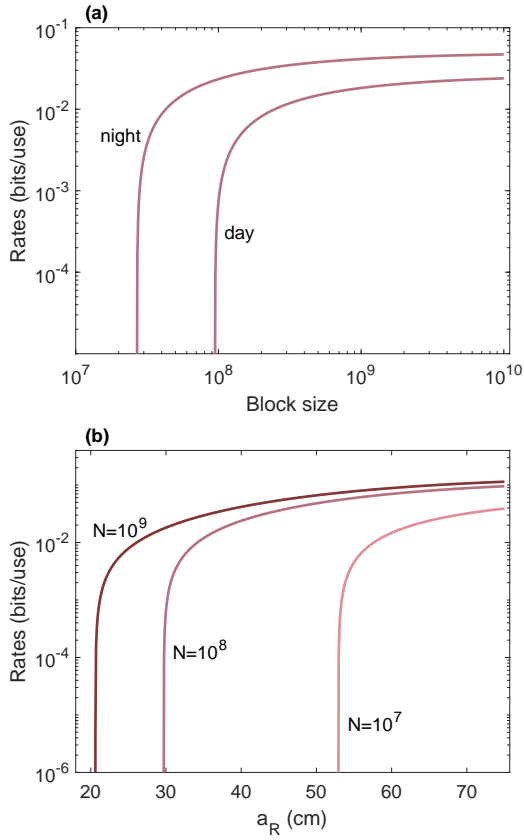 (a)
10^-1
10^-2
10^-3
10^-4
Rates (bits/use)
night
day
10^7 10^8 10^9 10^10
Block size
(b)
10^-2
10^-4
10^-6
Rates (bits/use)
N=10^9
N=10^8
N=10^7
20 30 40 50 60 70
a_R (cm)